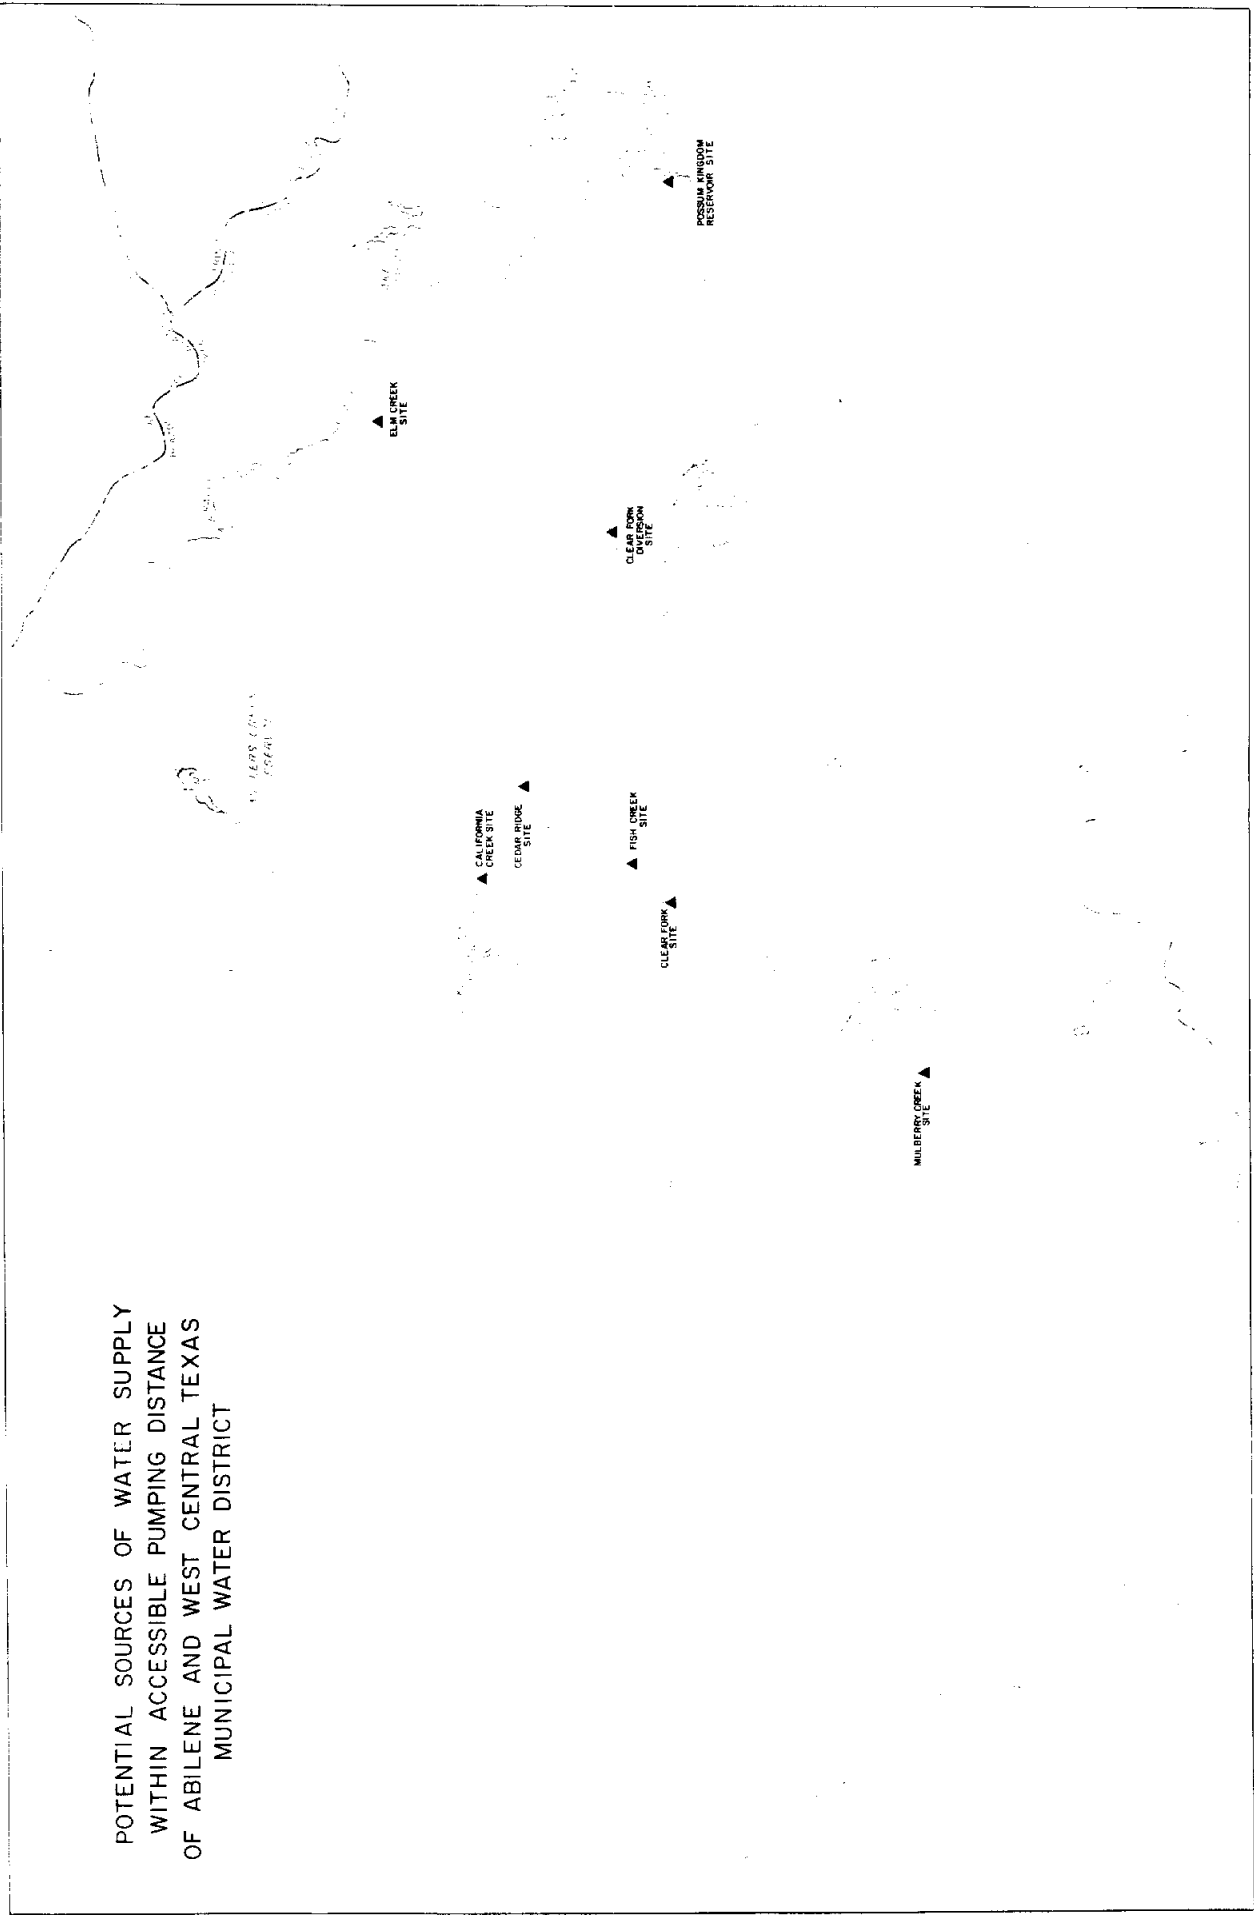 POTENTIAL SOURCES OF WATER SUPPLY
WITHIN ACCESSIBLE PUMPING DISTANCE
OF ABILENE AND WEST CENTRAL TEXAS
MUNICIPAL WATER DISTRICT
ELM CREEK
SITE
CALIFORNIA
CREEK SITE
CEDAR RIDGE
SITE
CLEAR FORK
DIVERSION
SITE
FISH CREEK
SITE
CLEAR FORK
SITE
POSSUM KINGDOM
RESERVOIR SITE
MULBERRY CREEK
SITE